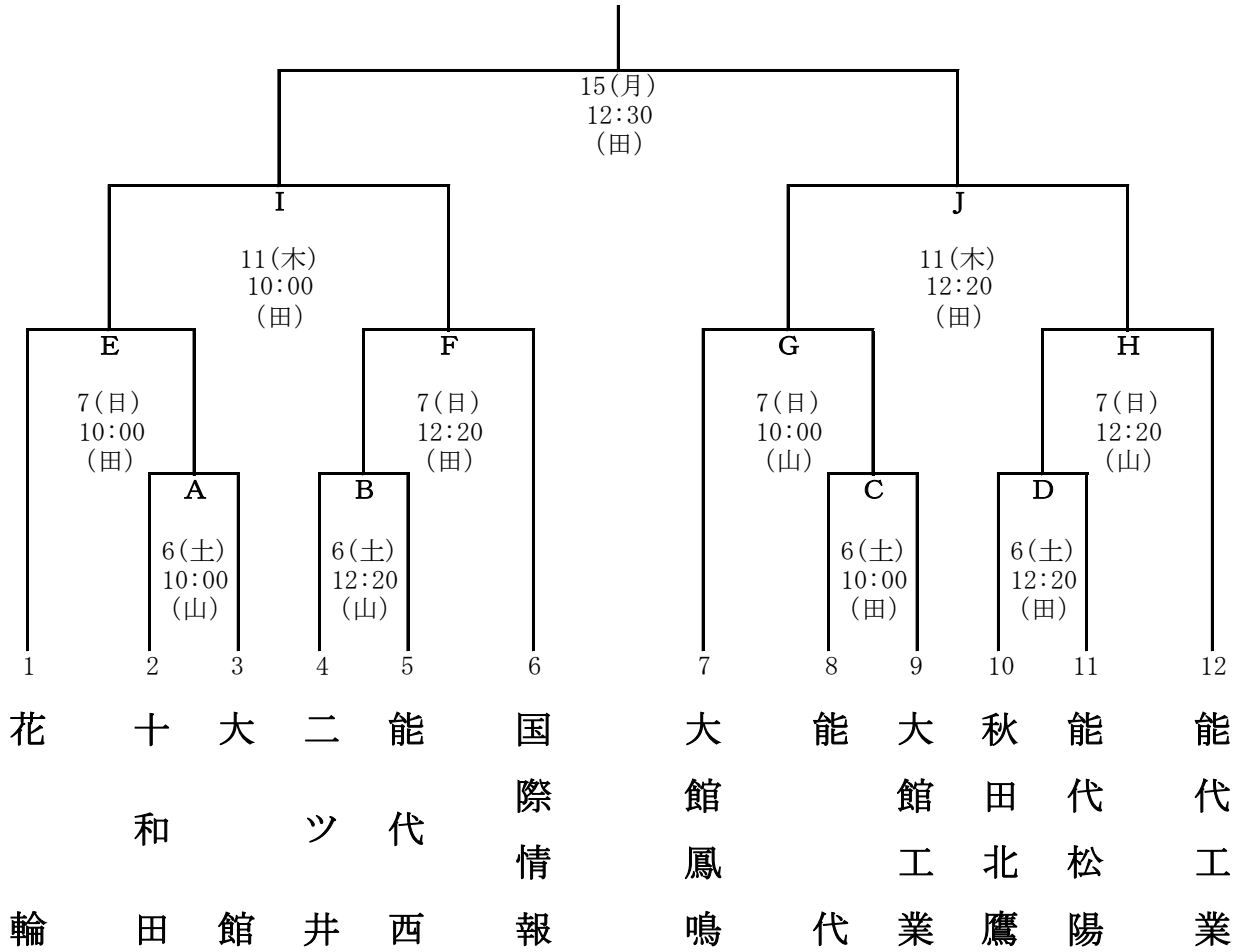 15(月)
12:30
(田)
I
J
11(木)
10:00
(田)
11(木)
12:20
(田)
E
F
G
H
7(日)
10:00
(田)
7(日)
12:20
(田)
7(日)
10:00
(山)
7(日)
12:20
(山)
A
B
C
D
6(土)
10:00
(山)
6(土)
12:20
(山)
6(土)
10:00
(田)
6(土)
12:20
(田)
1
2
3
4
5
6
7
8
9
10
11
12
花輪
十和田
大館
二ツ井
能代西
国際情報
大館鳳鳴
能代
大館工業
秋田北鷹
能代松陽
能代工業